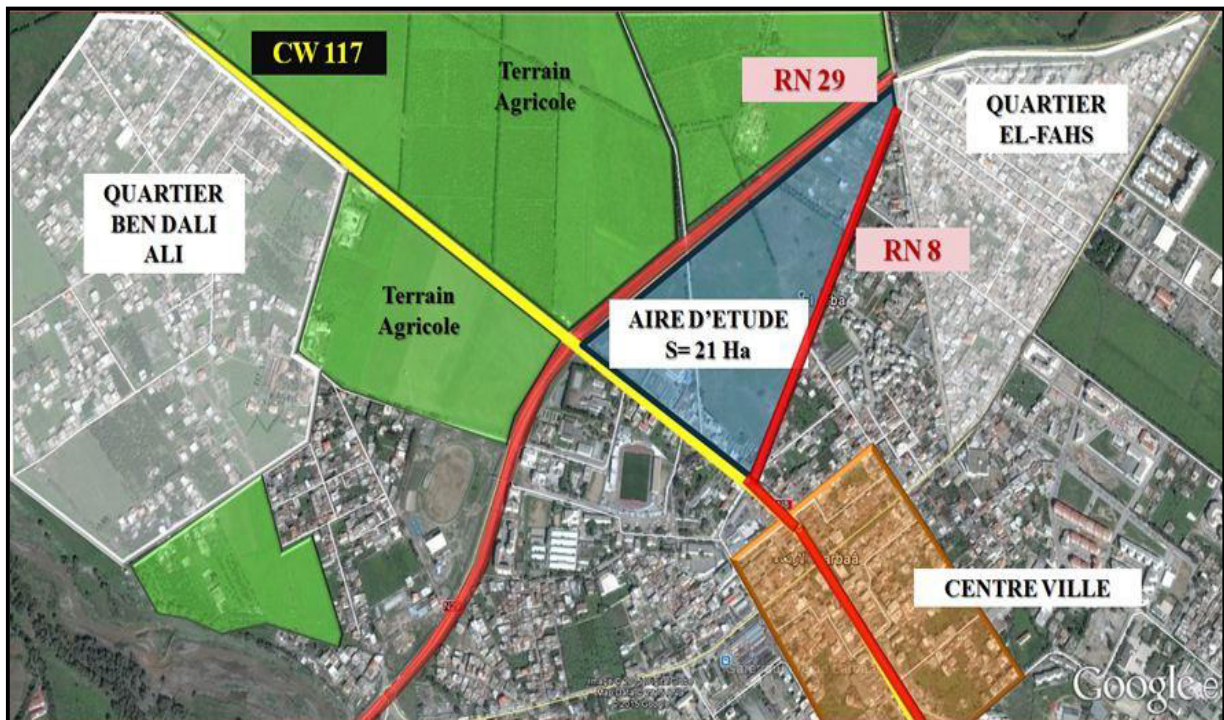 CW 117
Terrain
Agricole
RN 29
QUARTIER
EL-FAHS
QUARTIER
BEN DALI
ALI
RN 8
Terrain
Agricole
AIRE D'ETUDE
S= 21 Ha
CENTRE VILLE
Google e